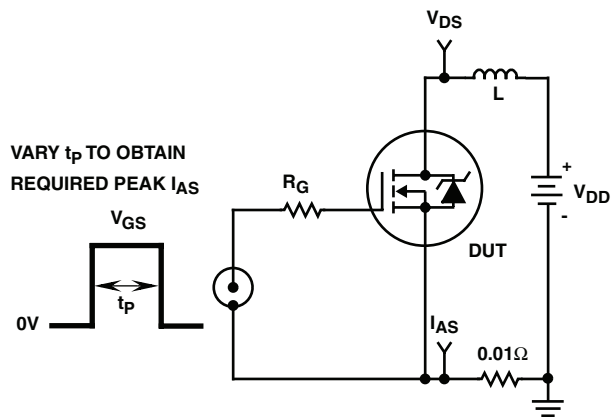 VDS
L
VARY tP TO OBTAIN
REQUIRED PEAK IAS
RG
+
VDD
-
VGS
DUT
tP
0V
IAS
0.01Ω